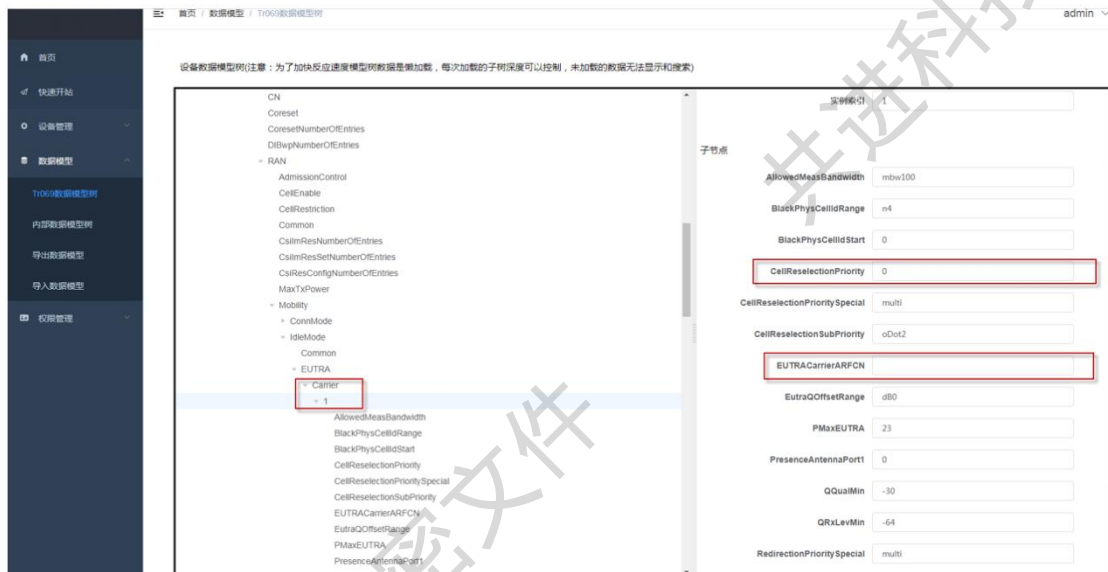 首页 / 数据模型 / Tr069数据模型树
admin
首页
快速开站
设备管理
数据模型
Tr069数据模型树
内部数据模型树
导出数据模型
导入数据模型
权限管理
设备数据模型树(注意：为了加快反应速度模型树数据是懒加载，每次加载的子树深度可以控制，未加载的数据无法显示和搜索)
CN
Coreset
CoresetNumberOfEntries
DlBwpNumberOfEntries
RAN
AdmissionControl
CellEnable
CellRestriction
Common
CsiImResNumberOfEntries
CsiImResSetNumberOfEntries
CsiResConfigNumberOfEntries
MaxTxPower
Mobility
ConnMode
IdleMode
Common
EUTRA
Carrier
1
AllowedMeasBandwidth
BlackPhysCellIdRange
BlackPhysCellIdStart
CellReselectionPriority
CellReselectionPrioritySpecial
CellReselectionSubPriority
EUTRACarrierARFCN
EutraQOffsetRange
PMaxEUTRA
PresenceAntennaPort1
实例索引 1
子节点
AllowedMeasBandwidth mbw100
BlackPhysCellIdRange n4
BlackPhysCellIdStart 0
CellReselectionPriority 0
CellReselectionPrioritySpecial multi
CellReselectionSubPriority oDot2
EUTRACarrierARFCN
EutraQOffsetRange dB0
PMaxEUTRA 23
PresenceAntennaPort1 0
QQualMin -30
QRxLevMin -64
RedirectionPrioritySpecial multi
共进科技
密文件